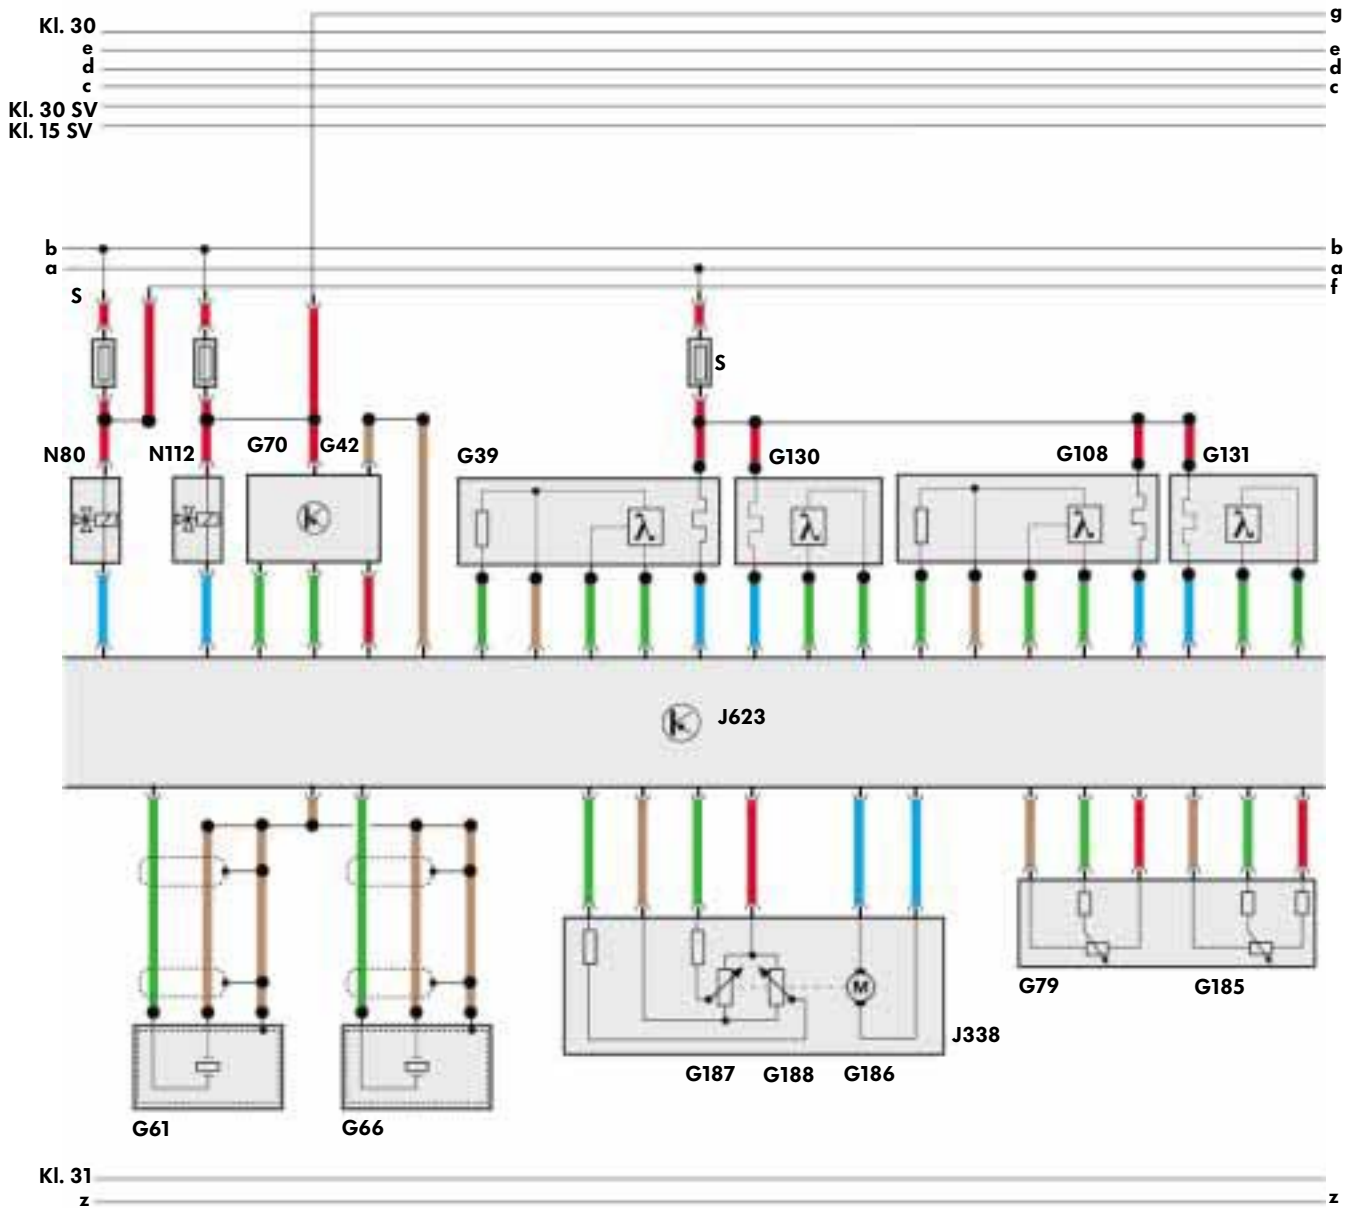 g
Kl. 30
e e
d d
c c
Kl. 30 SV
Kl. 15 SV
b b
a a
f
S
S
N80 N112 G70 G42 G39 G130 G108 G131
λ λ λ λ
J623
M
G79 G185
J338
G187 G188 G186
G61 G66
Kl. 31
z z